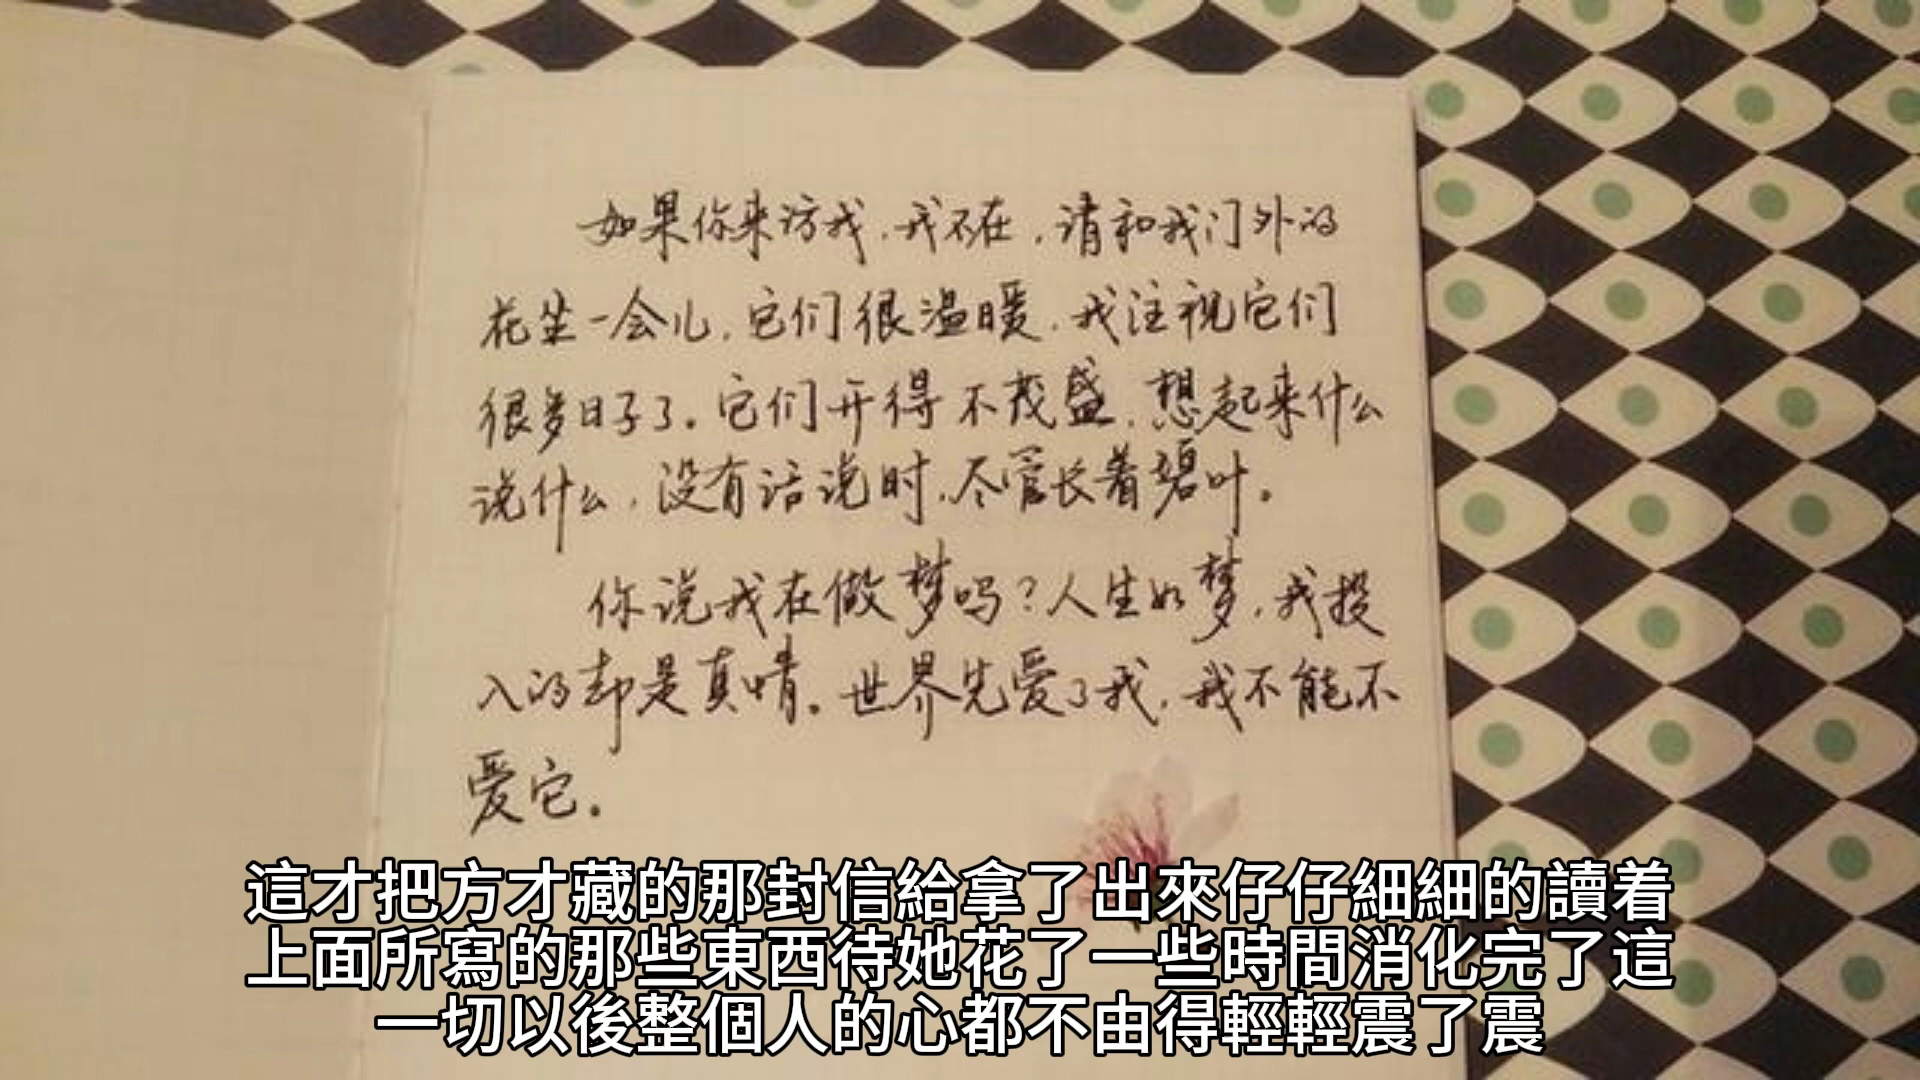 如果你来访我,我不在,请和我门外的
花坐一会儿,它们很温暖,我注视它们
很多日子了。它们开得不茂盛,想起来什么
说什么,没有话说时,尽管长着碧叶。
你说我在做梦吗?人生如梦,我投
入的却是真情。世界先爱了我,我不能不
爱它。
這才把方才藏的那封信給拿了出來仔仔細細的讀着
上面所寫的那些東西待她花了一些時間消化完了這
一切以後整個人的心都不由得輕輕震了震